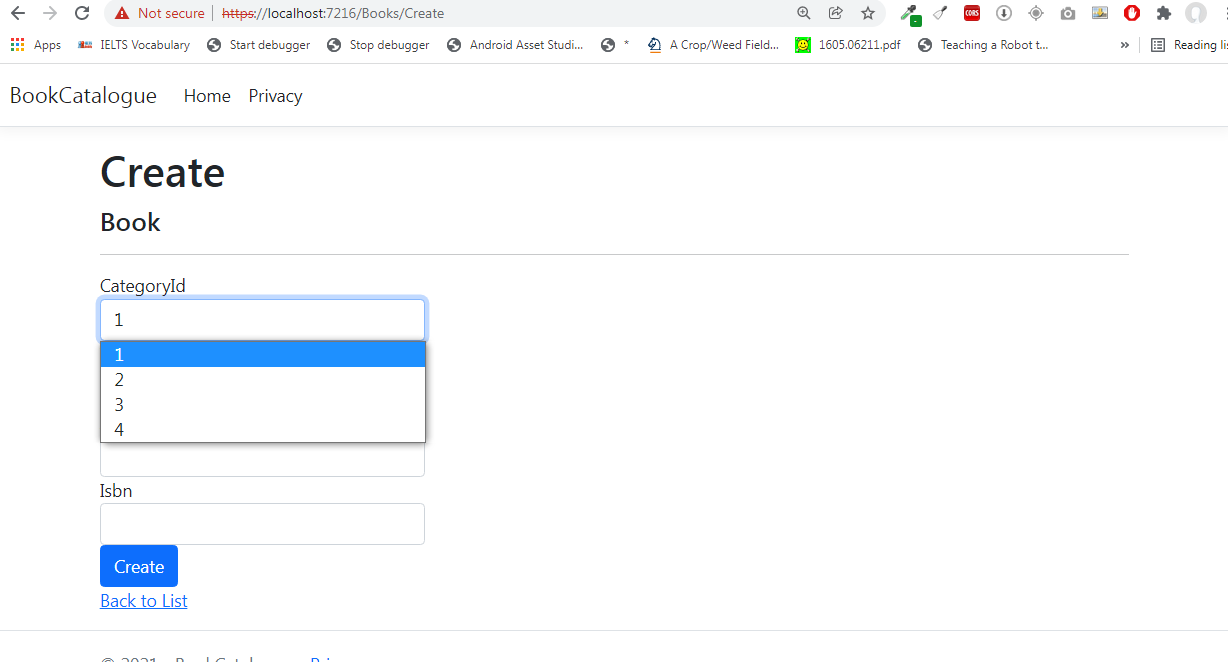 Not secure | https://localhost:7216/Books/Create
Apps IELTS Vocabulary Start debugger Stop debugger Android Asset Studi... * A Crop/Weed Field... 1605.06211.pdf Teaching a Robot t... » Reading
CORS
BookCatalogue Home Privacy
Create
Book
CategoryId
1
1
2
3
4
Isbn
Create
Back to List
© 2021